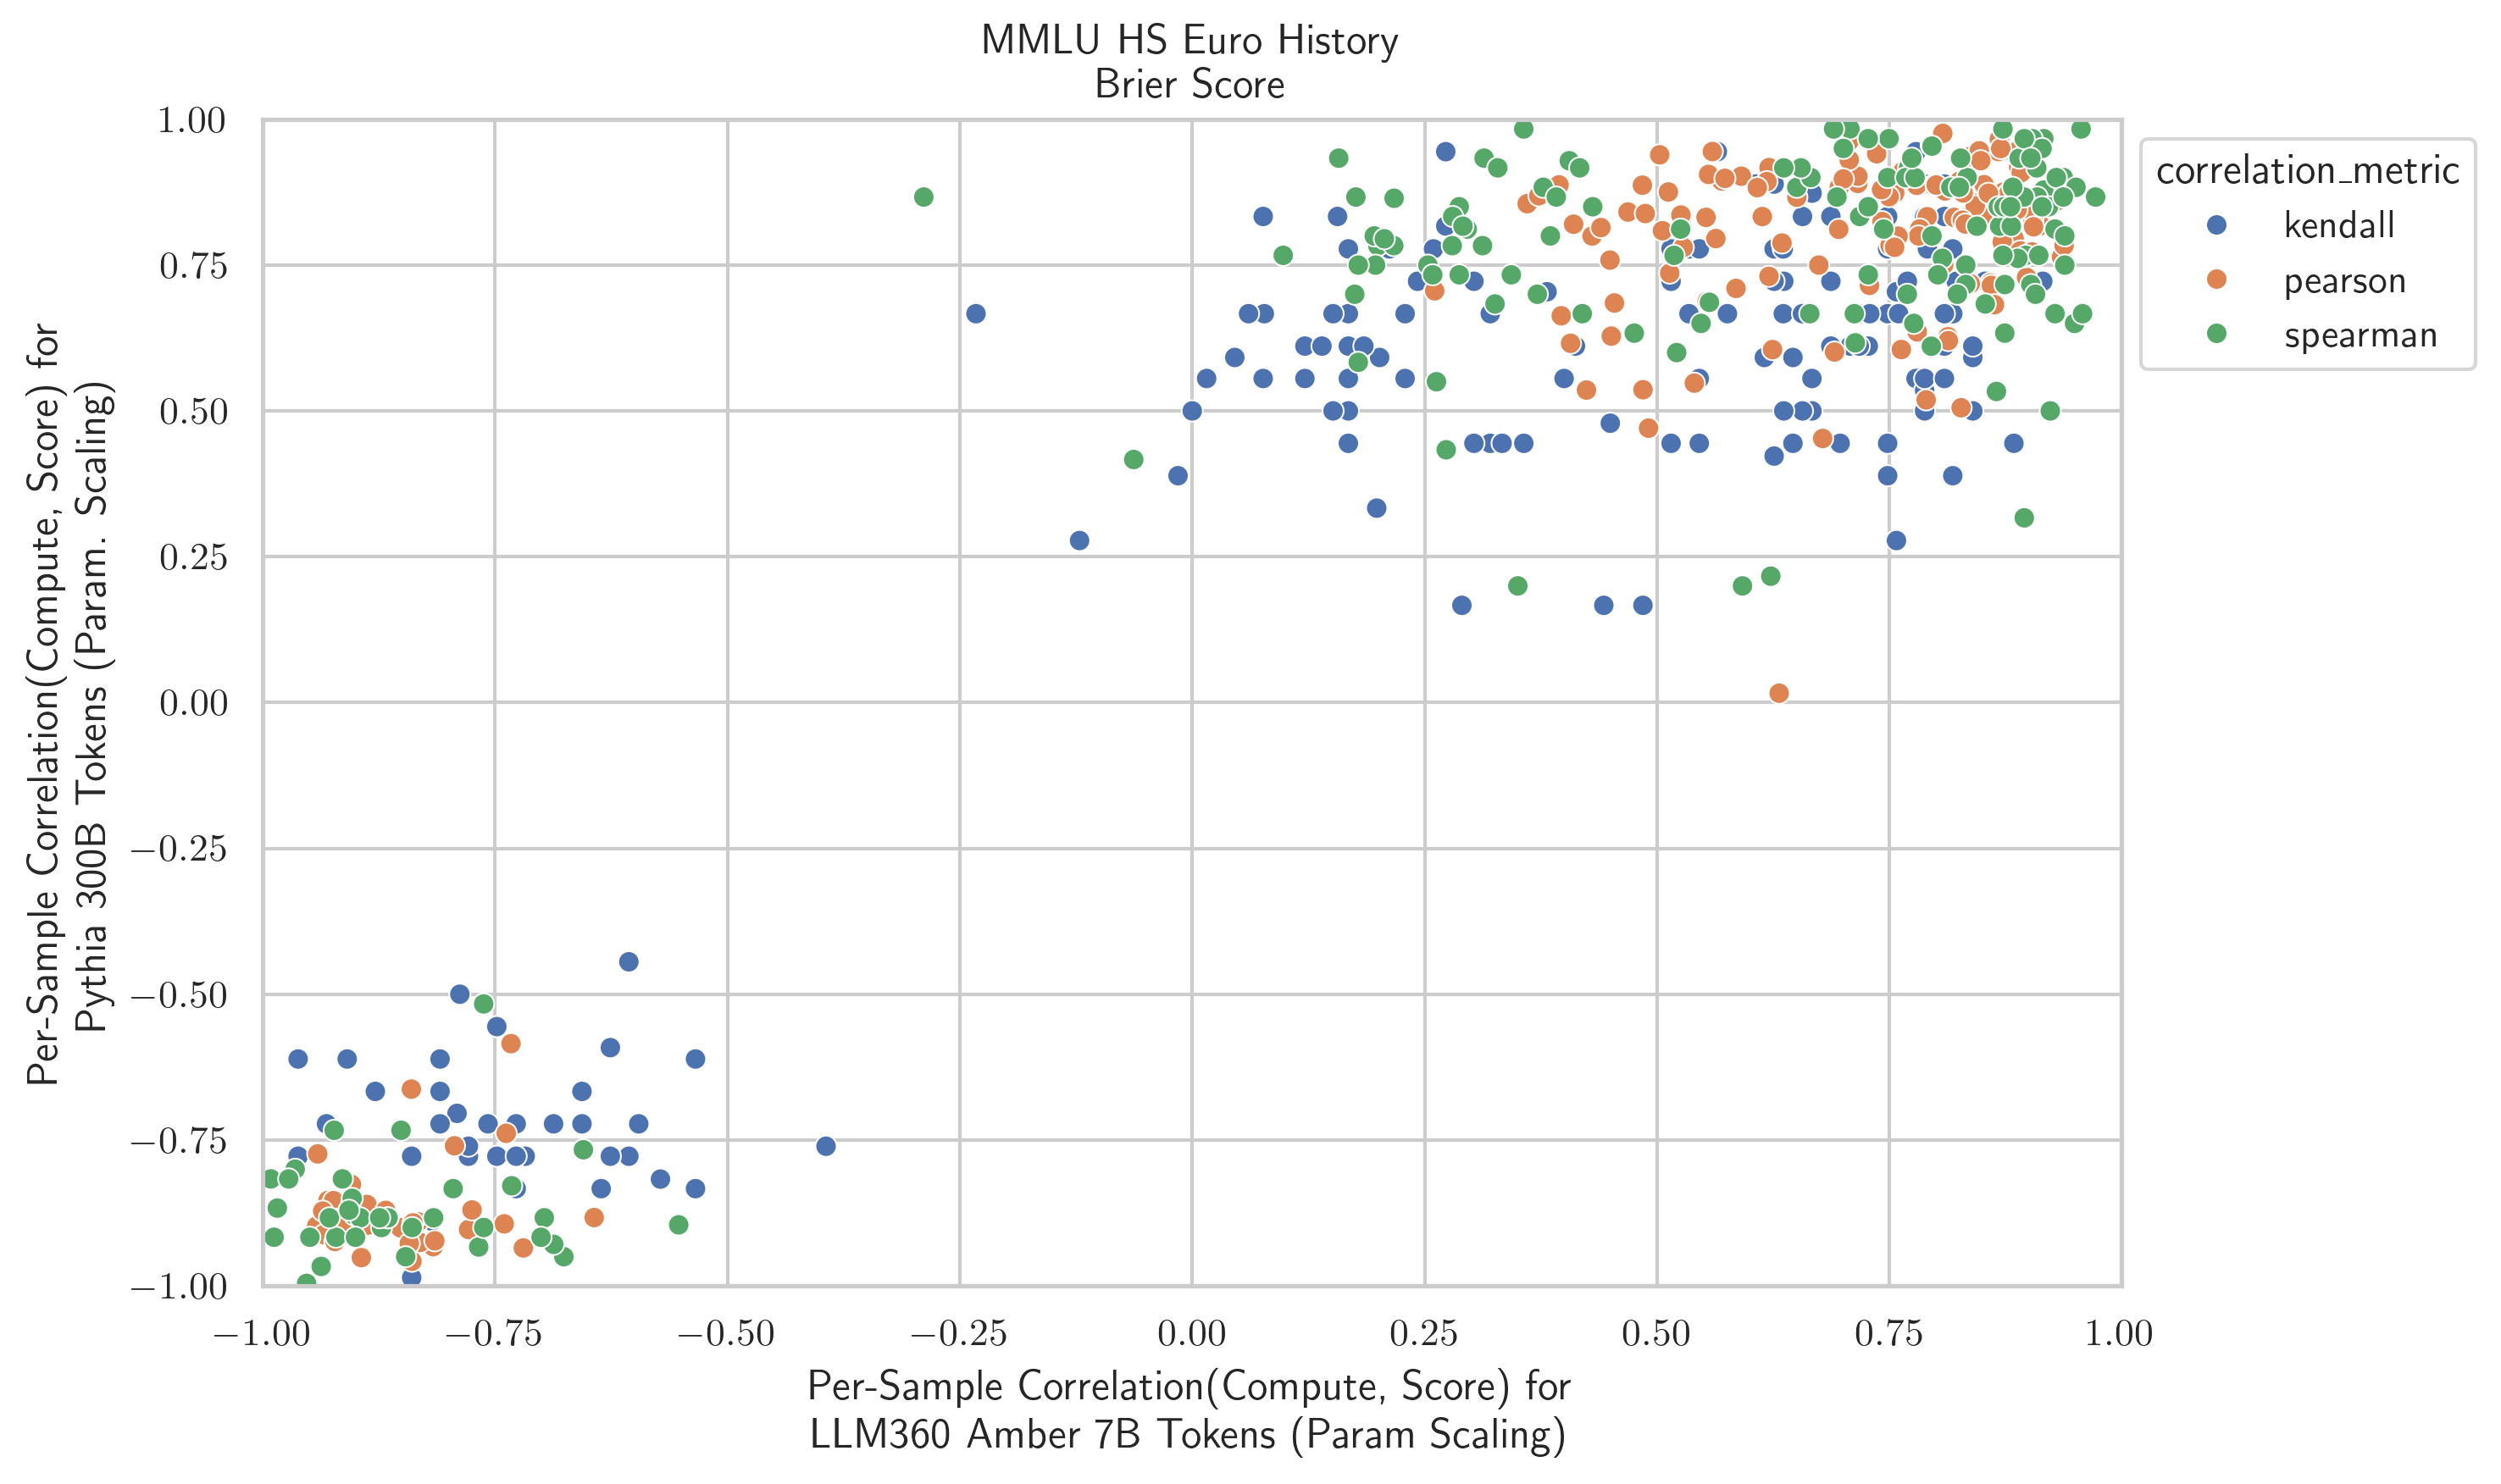 MMLU HS Euro History
Brier Score
Per-Sample Correlation(Compute, Score) for
Pythia 300B Tokens (Param. Scaling)
1.00
0.75
0.50
0.25
0.00
−0.25
−0.50
−0.75
−1.00
−1.00 −0.75 −0.50 −0.25 0.00 0.25 0.50 0.75 1.00
Per-Sample Correlation(Compute, Score) for
LLM360 Amber 7B Tokens (Param Scaling)
correlation_metric
kendall
pearson
spearman